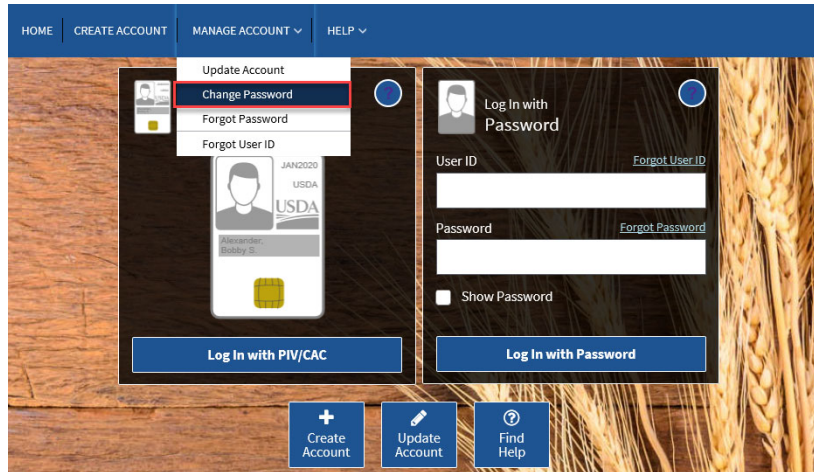 HOME
CREATE ACCOUNT
MANAGE ACCOUNT
HELP
Update Account
Change Password
Forgot Password
Forgot User ID
JAN2020
USDA
USDA
Alexander,
Bobby S.
Log In with PIV/CAC
?
Log In with
Password
?
User ID
Forgot User ID
Password
Forgot Password
Show Password
Log In with Password
Create
Account
Update
Account
?
Find
Help